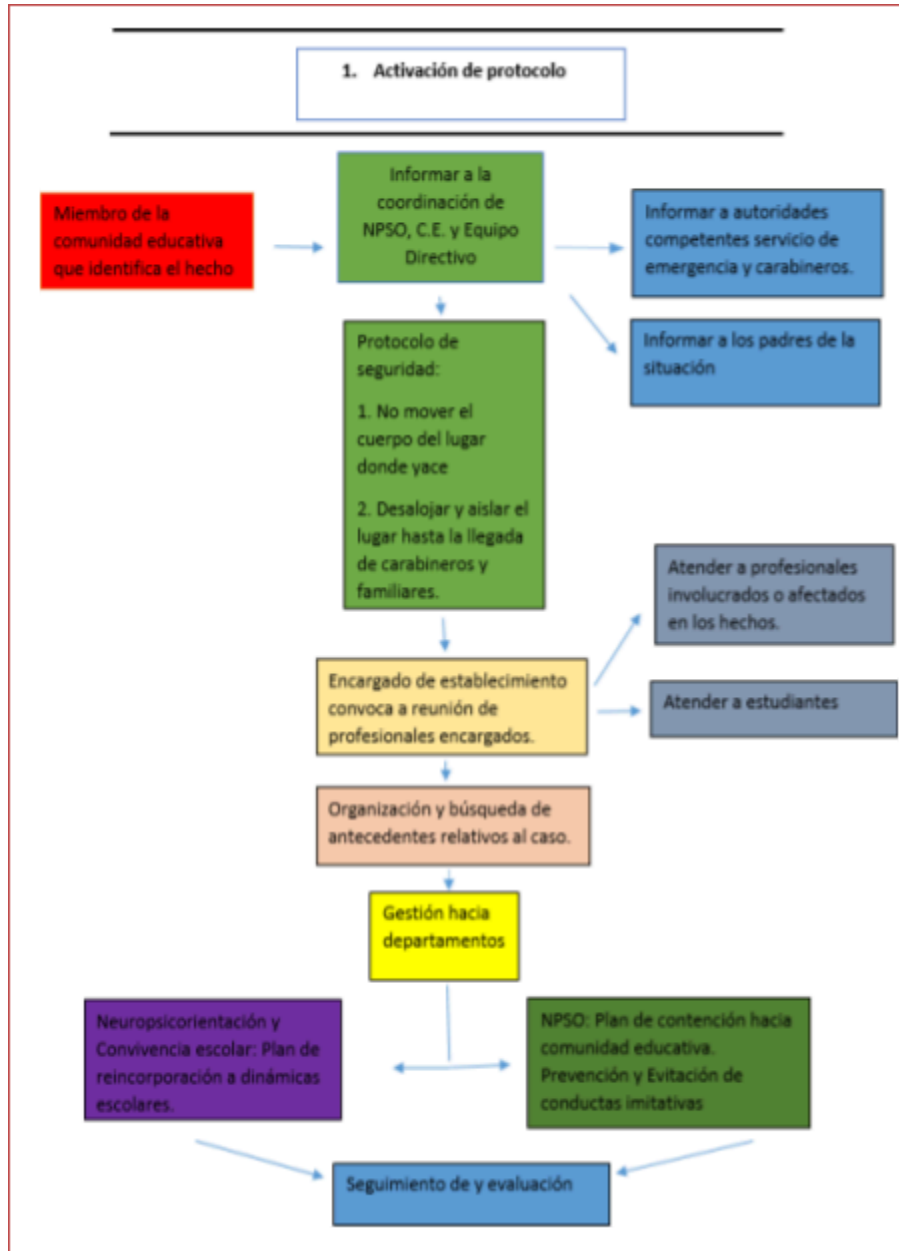 1. Activación de protocolo
Miembro de la
comunidad educativa
que identifica el hecho
Informar a la
coordinación de
NPSO, C.E. y Equipo
Directivo
Informar a autoridades
competentes servicio de
emergencia y carabineros.
Informar a los padres de la
situación
Protocolo de
seguridad:
1. No mover el
cuerpo del lugar
donde yace
2. Desalojar y aislar el
lugar hasta la llegada
de carabineros y
familiares.
Atender a profesionales
involucrados o afectados
en los hechos.
Encargado de establecimiento
convoca a reunión de
profesionales encargados.
Atender a estudiantes
Organización y búsqueda de
antecedentes relativos al caso.
Gestión hacia
departamentos
Neuropsicorientación y
Convivencia escolar: Plan de
reincorporación a dinámicas
escolares.
NPSO: Plan de contención hacia
comunidad educativa.
Prevención y Evitación de
conductas imitativas
Seguimiento de y evaluación